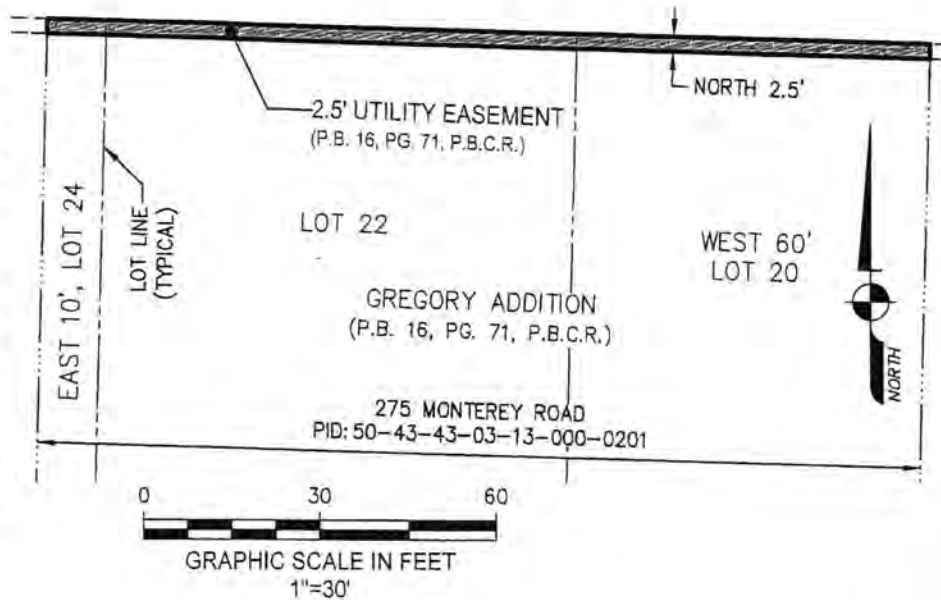 NORTH 2.5'
2.5' UTILITY EASEMENT
(P.B. 16, PG. 71, P.B.C.R.)
EAST 10', LOT 24
LOT LINE
(TYPICAL)
LOT 22
WEST 60'
LOT 20
GREGORY ADDITION
(P.B. 16, PG. 71, P.B.C.R.)
NORTH
275 MONTEREY ROAD
PID: 50-43-43-03-13-000-0201
0 30 60
GRAPHIC SCALE IN FEET
1"=30'